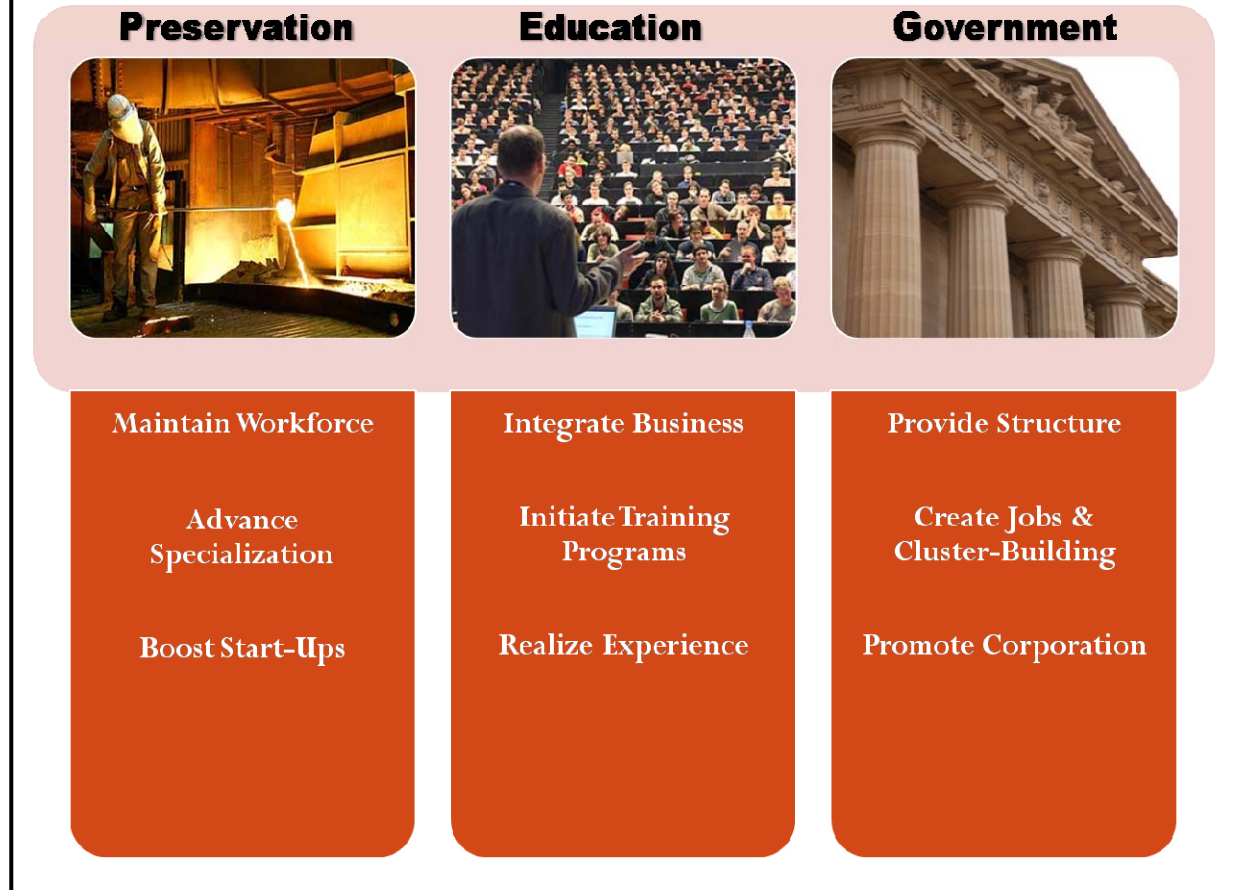 Preservation
Education
Government
Maintain Workforce
Advance
Specialization
Boost Start-Ups
Integrate Business
Initiate Training
Programs
Realize Experience
Provide Structure
Create Jobs &
Cluster-Building
Promote Corporation